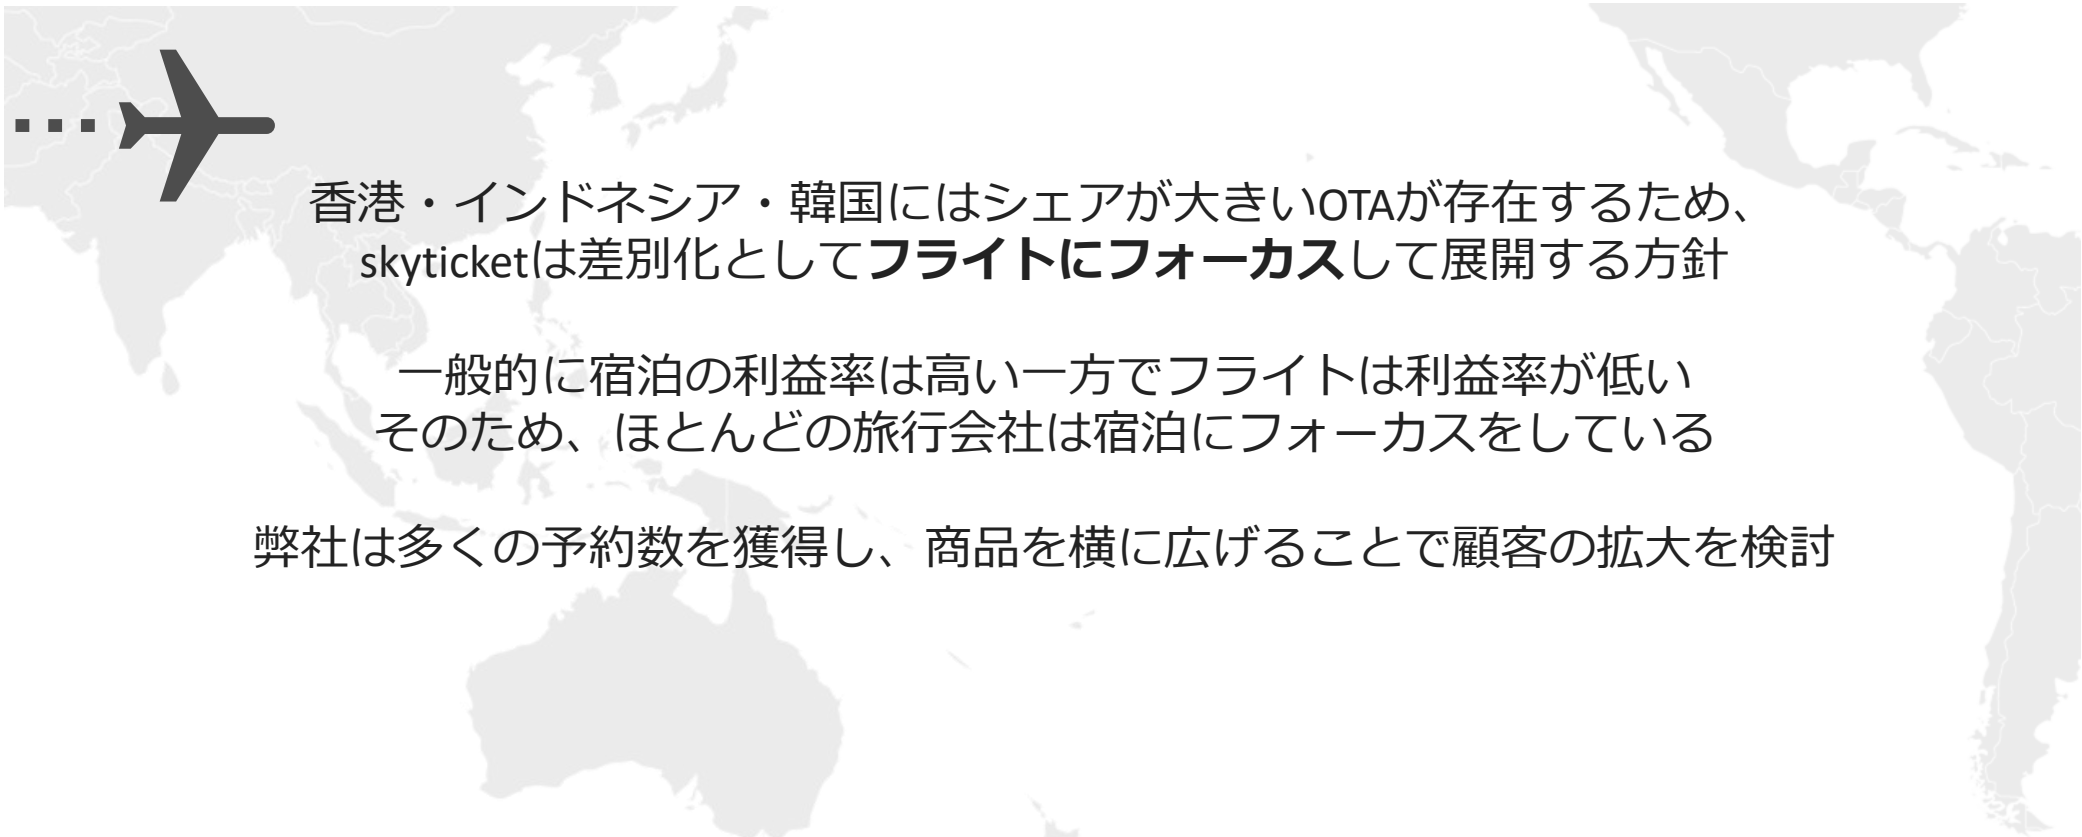 香港・インドネシア・韓国にはシェアが大きいOTAが存在するため、
skyticketは差別化としてフライトにフォーカスして展開する方針
一般的に宿泊の利益率は高い一方でフライトは利益率が低い
そのため、ほとんどの旅行会社は宿泊にフォーカスをしている
弊社は多くの予約数を獲得し、商品を横に広げることで顧客の拡大を検討